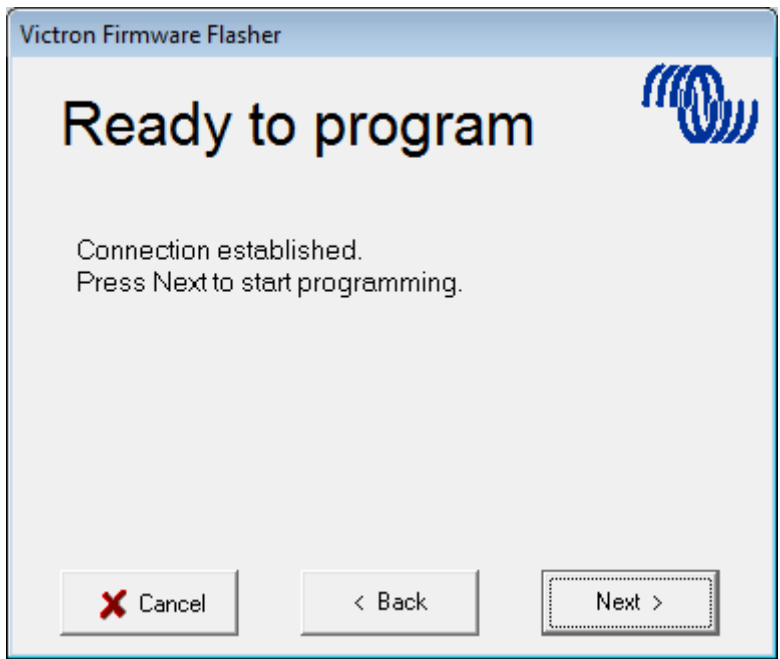 Victron Firmware Flasher
Ready to program
Connection established.
Press Next to start programming.
Cancel
< Back
Next >